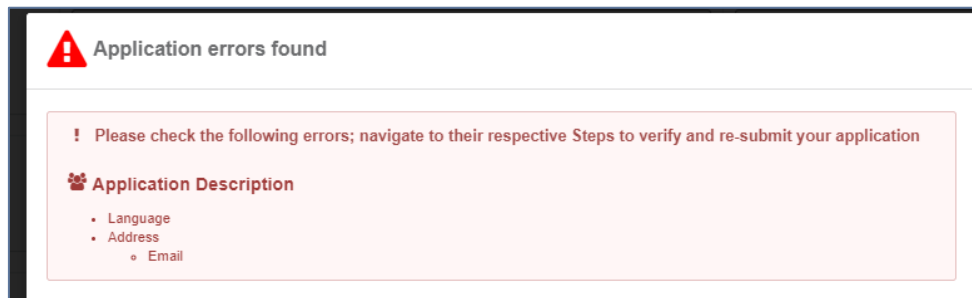 Application errors found
! Please check the following errors; navigate to their respective Steps to verify and re-submit your application
Application Description
Language
Address
Email